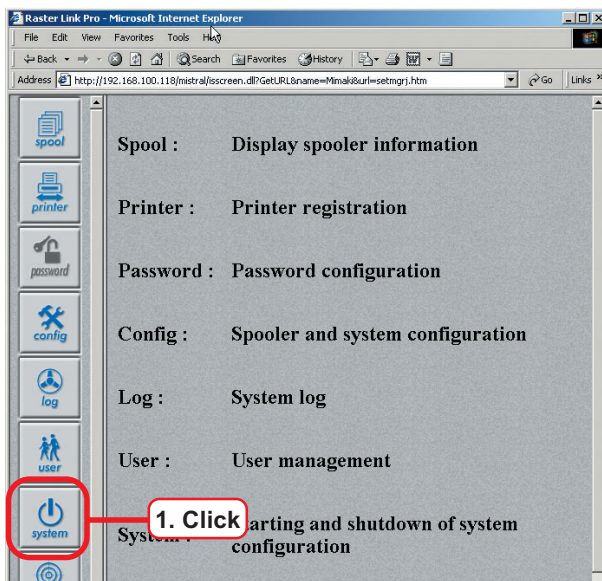 Raster Link Pro - Microsoft Internet Explorer
File Edit View Favorites Tools Help
Back Search Favorites History
Address http://192.168.100.118/mistral/isscreen.dll?GetURL&name=Mimaki&url=setmgrj.htm Go Links »
spool
Spool : Display spooler information
printer
Printer : Printer registration
password
Password : Password configuration
config
Config : Spooler and system configuration
log
Log : System log
user
User : User management
system
1. Click
System : Starting and shutdown of system
configuration